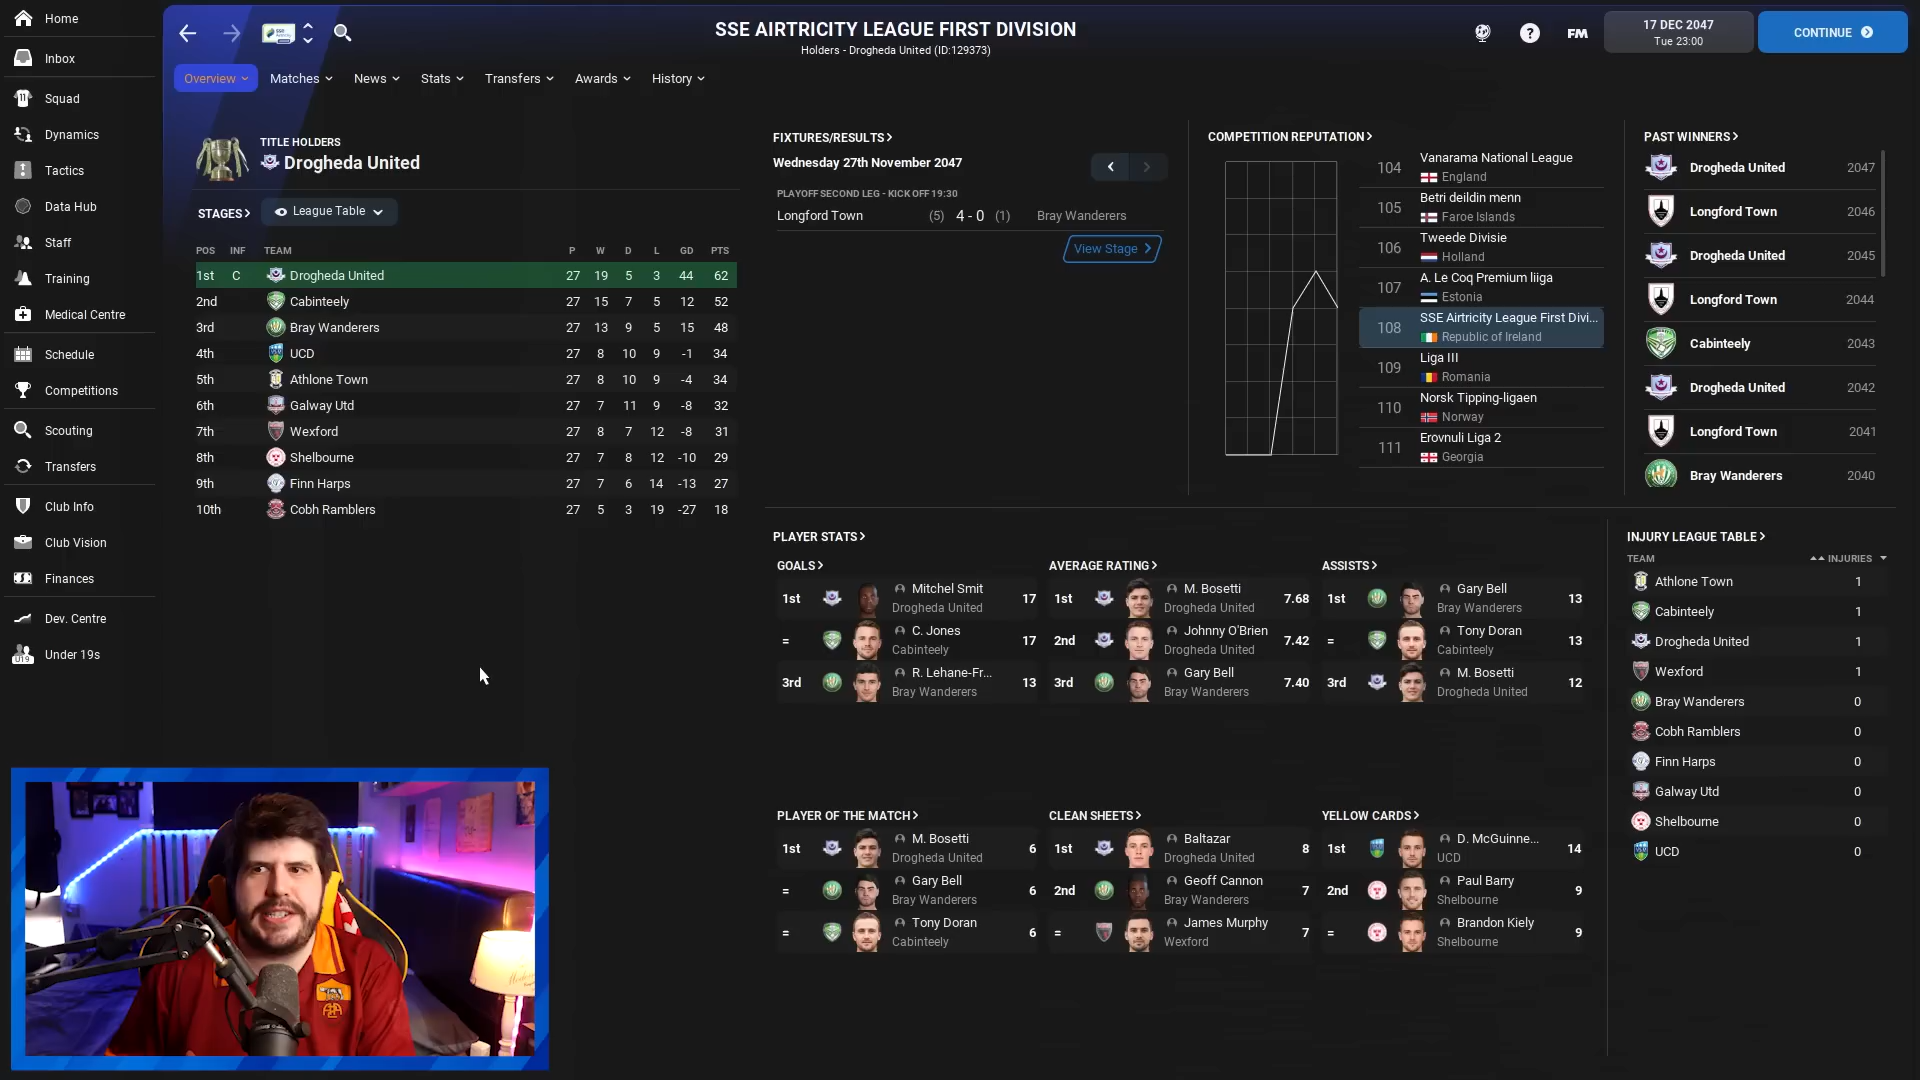 Home
Inbox
Squad
Dynamics
Tactics
Data Hub
Staff
Training
Medical Centre
Schedule
Competitions
Scouting
Transfers
Club Info
Club Vision
Finances
Dev. Centre
U19 Under 19s
SSE AIRTRICITY LEAGUE FIRST DIVISION
Holders - Drogheda United (ID:129373)
FM
17 DEC 2047
Tue 23:00
CONTINUE
Overview Matches News Stats Transfers Awards History
TITLE HOLDERS
Drogheda United
STAGES> League Table
POS INF TEAM P W D L GD PTS
1st C Drogheda United 27 19 5 3 44 62
2nd Cabinteely 27 15 7 5 12 52
3rd Bray Wanderers 27 13 9 5 15 48
4th UCD 27 8 10 9 -1 34
5th Athlone Town 27 8 10 9 -4 34
6th Galway Utd 27 7 11 9 -8 32
7th Wexford 27 8 7 12 -8 31
8th Shelbourne 27 7 8 12 -10 29
9th Finn Harps 27 7 6 14 -13 27
10th Cobh Ramblers 27 5 3 19 -27 18
FIXTURES/RESULTS>
Wednesday 27th November 2047
PLAYOFF SECOND LEG - KICK OFF 19:30
Longford Town (5) 4 - 0 (1) Bray Wanderers
View Stage >
COMPETITION REPUTATION>
104 Vanarama National League
England
105 Betri deildin menn
Faroe Islands
106 Tweede Divisie
Holland
107 A. Le Coq Premium liiga
Estonia
108 SSE Airtricity League First Divi...
Republic of Ireland
109 Liga III
Romania
110 Norsk Tipping-ligaen
Norway
111 Erovnuli Liga 2
Georgia
PAST WINNERS>
Drogheda United 2047
Longford Town 2046
Drogheda United 2045
Longford Town 2044
Cabinteely 2043
Drogheda United 2042
Longford Town 2041
Bray Wanderers 2040
PLAYER STATS>
GOALS>
1st Mitchel Smit 17
Drogheda United
= C. Jones 17
Cabinteely
3rd R. Lehane-Fr... 13
Bray Wanderers
AVERAGE RATING>
1st M. Bosetti 7.68
Drogheda United
2nd Johnny O'Brien 7.42
Drogheda United
3rd Gary Bell 7.40
Bray Wanderers
ASSISTS>
1st Gary Bell 13
Bray Wanderers
= Tony Doran 13
Cabinteely
3rd M. Bosetti 12
Drogheda United
PLAYER OF THE MATCH>
1st M. Bosetti 6
Drogheda United
= Gary Bell 6
Bray Wanderers
= Tony Doran 6
Cabinteely
CLEAN SHEETS>
1st Baltazar 8
Drogheda United
2nd Geoff Cannon 7
Bray Wanderers
= James Murphy 7
Wexford
YELLOW CARDS>
1st D. McGuinne... 14
UCD
2nd Paul Barry 9
Shelbourne
= Brandon Kiely 9
Shelbourne
INJURY LEAGUE TABLE>
TEAM INJURIES
Athlone Town 1
Cabinteely 1
Drogheda United 1
Wexford 1
Bray Wanderers 0
Cobh Ramblers 0
Finn Harps 0
Galway Utd 0
Shelbourne 0
UCD 0